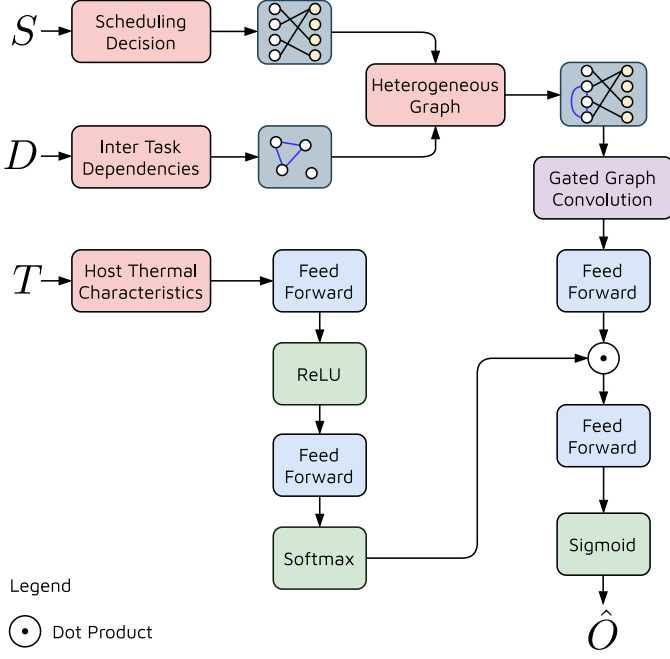 S
Scheduling
Decision
D
Inter Task
Dependencies
Heterogeneous
Graph
Gated Graph
Convolution
T
Host Thermal
Characteristics
Feed
Forward
ReLU
Feed
Forward
Softmax
Feed
Forward
Feed
Forward
Sigmoid
Ô
Legend
Dot Product